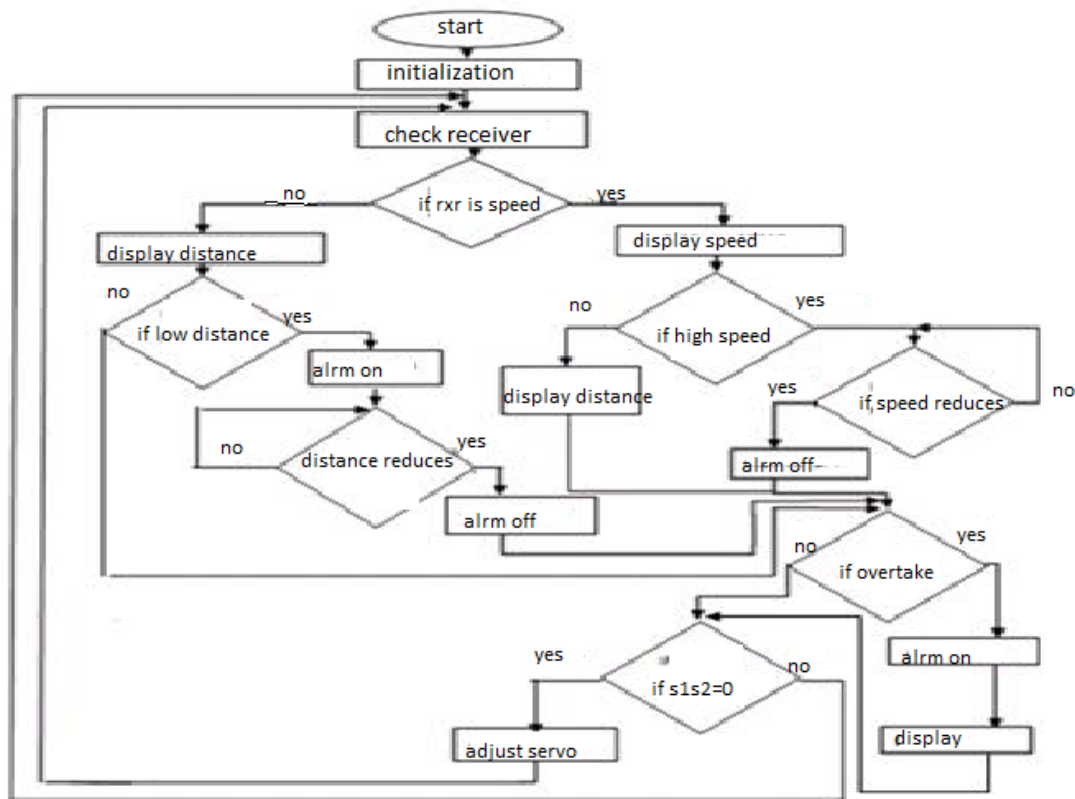 start
initialization
check receiver
no
if rxr is speed
yes
display distance
display speed
no
if low distance
yes
no
if high speed
yes
alrm on
display distance
yes
if speed reduces
no
no
distance reduces
yes
alrm off
alrm off
no
if overtake
yes
yes
if s1s2=0
no
alrm on
adjust servo
display